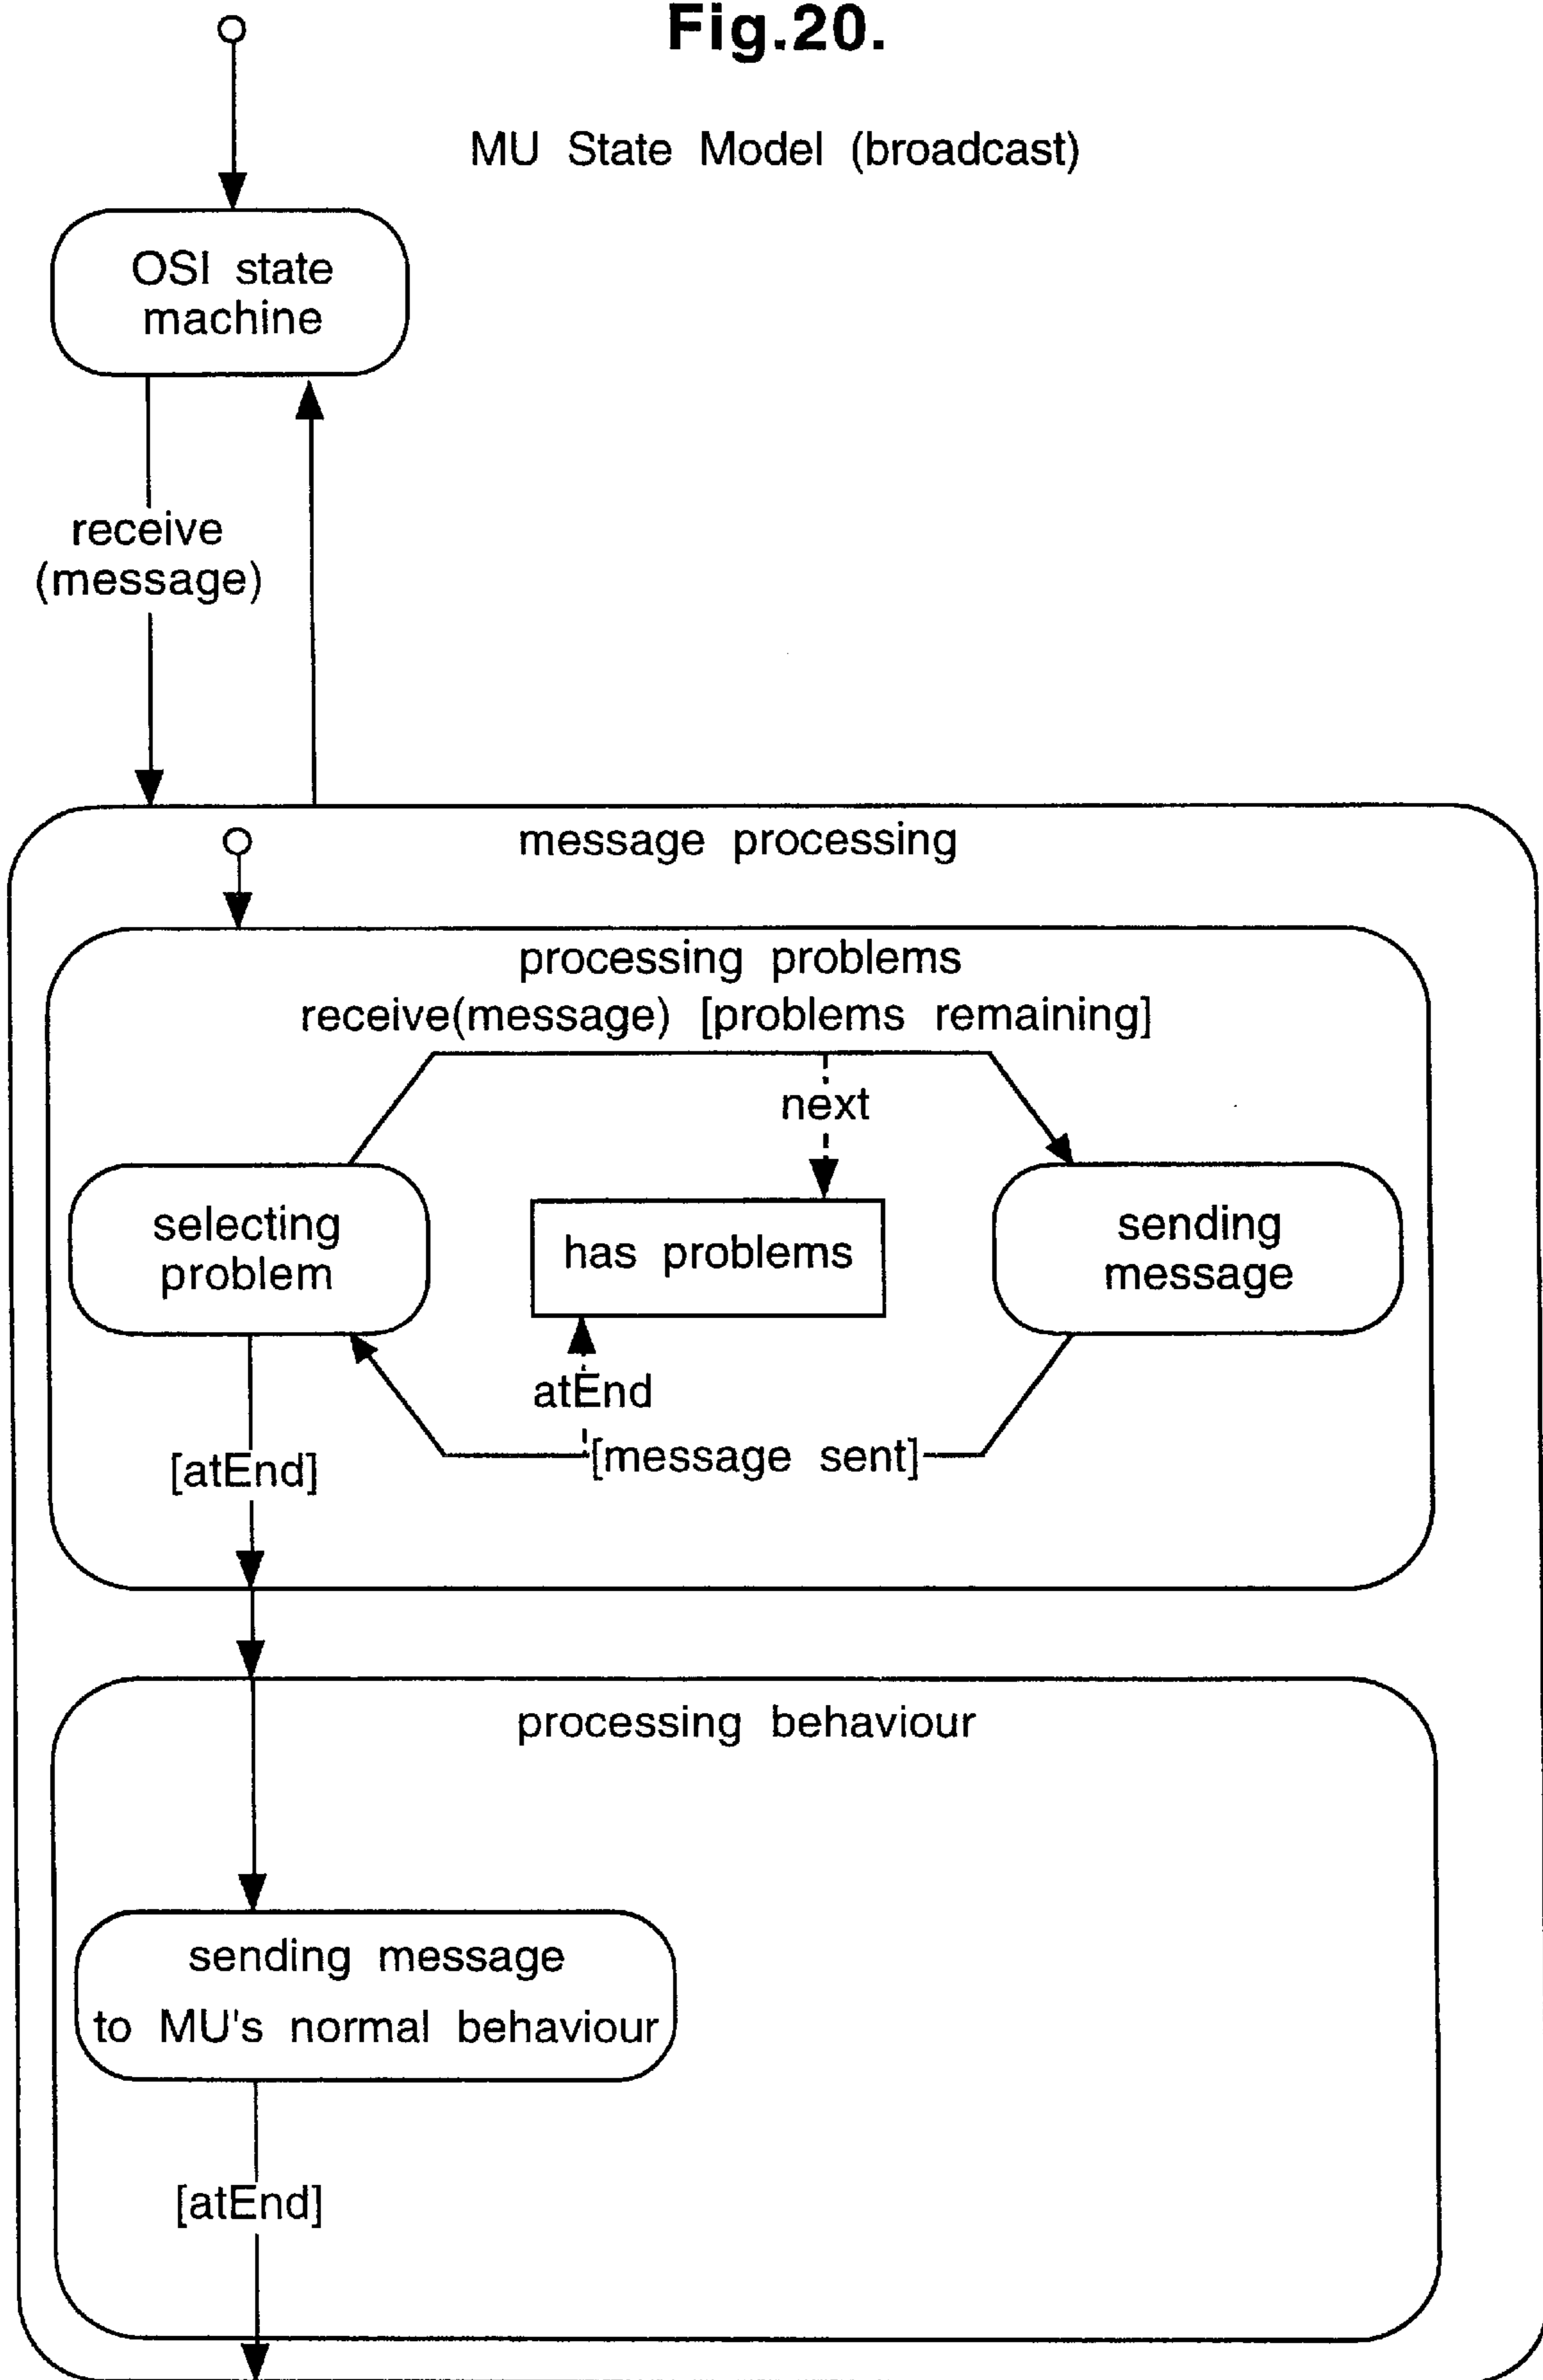 Fig.20.
MU State Model (broadcast)
OSI state
machine
receive
(message)
message processing
processing problems
receive(message) [problems remaining]
next
selecting
problem
has problems
sending
message
atEnd
[message sent]
[atEnd]
processing behaviour
sending message
to MU's normal behaviour
[atEnd]